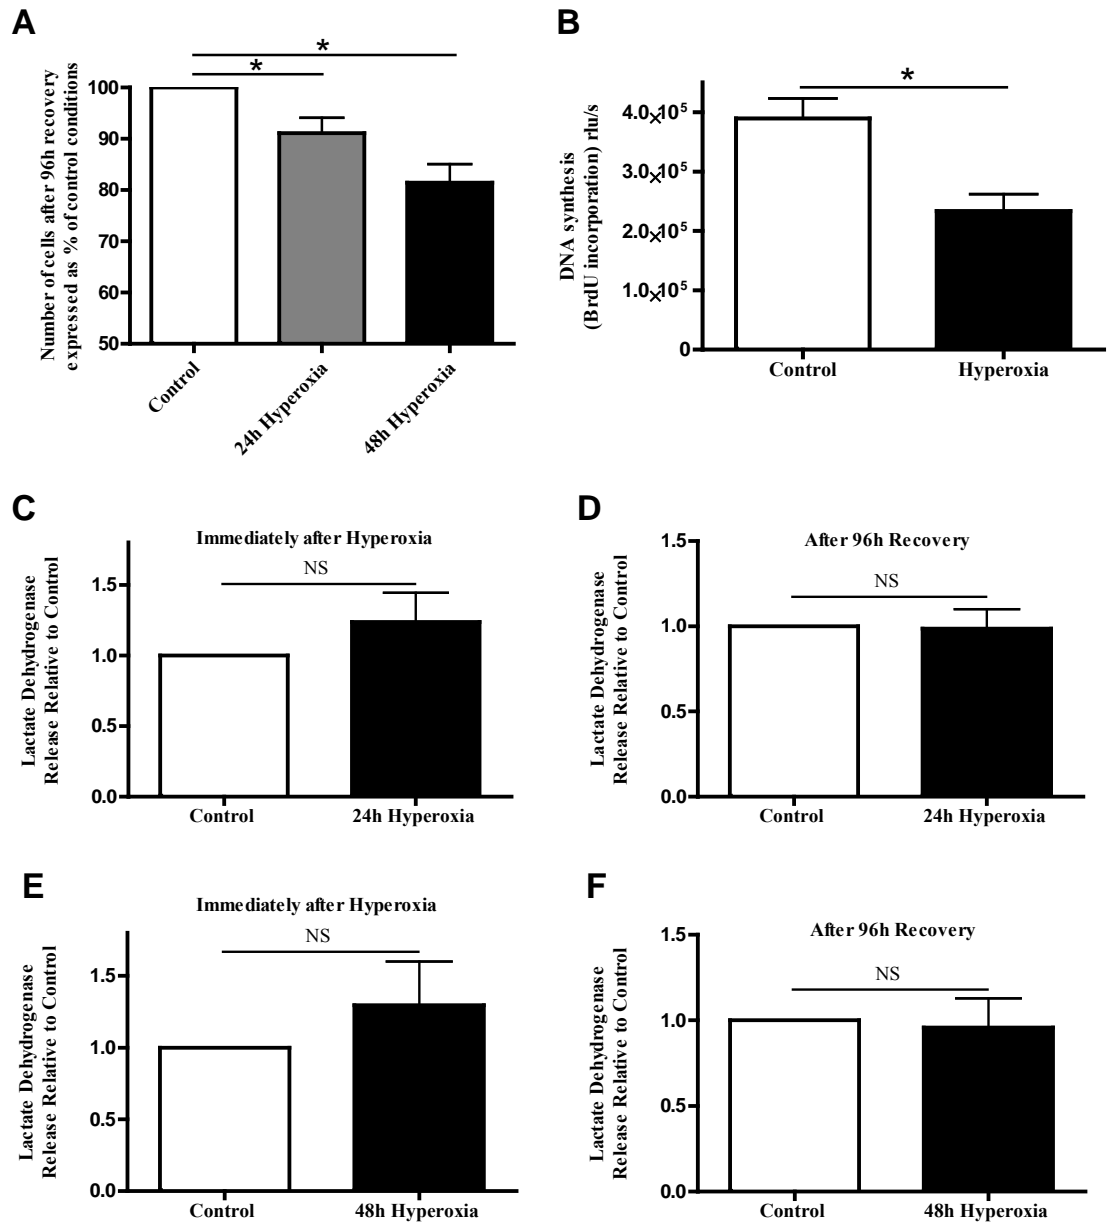 A
Number of cells after 96h recovery
expressed as % of control conditions
100
90
80
70
60
50
*
*
Control
24h Hyperoxia
48h Hyperoxia
B
DNA synthesis
(BrdU incorporation) rlu/s
4.0×10⁵
3.0×10⁵
2.0×10⁵
1.0×10⁵
0
*
Control
Hyperoxia
C
Immediately after Hyperoxia
Lactate Dehydrogenase
Release Relative to Control
NS
1.5
1.0
0.5
0.0
Control
24h Hyperoxia
D
After 96h Recovery
Lactate Dehydrogenase
Release Relative to Control
NS
1.5
1.0
0.5
0.0
Control
24h Hyperoxia
E
Immediately after Hyperoxia
Lactate Dehydrogenase
Release Relative to Control
NS
1.5
1.0
0.5
0.0
Control
48h Hyperoxia
F
After 96h Recovery
Lactate Dehydrogenase
Release Relative to Control
NS
1.5
1.0
0.5
0.0
Control
48h Hyperoxia